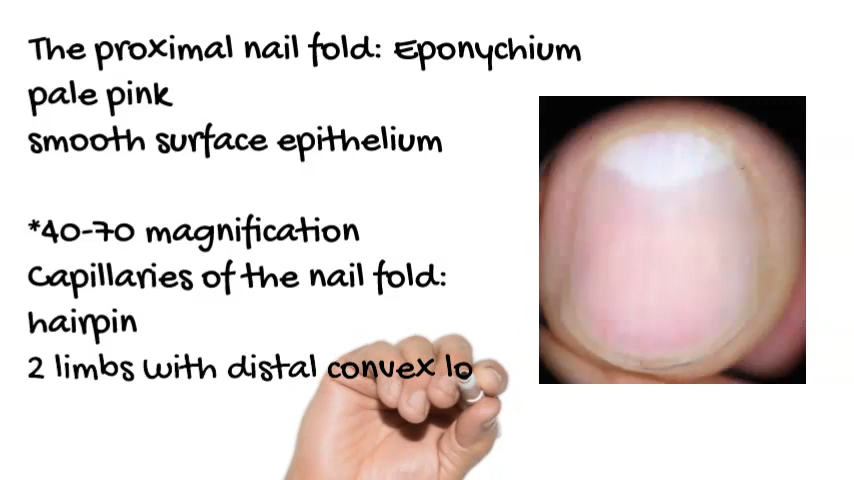 The proximal nail fold: Eponychium
pale pink
smooth surface epithelium
*40-70 magnification
Capillaries of the nail fold:
hairpin
2 limbs with distal convex lo